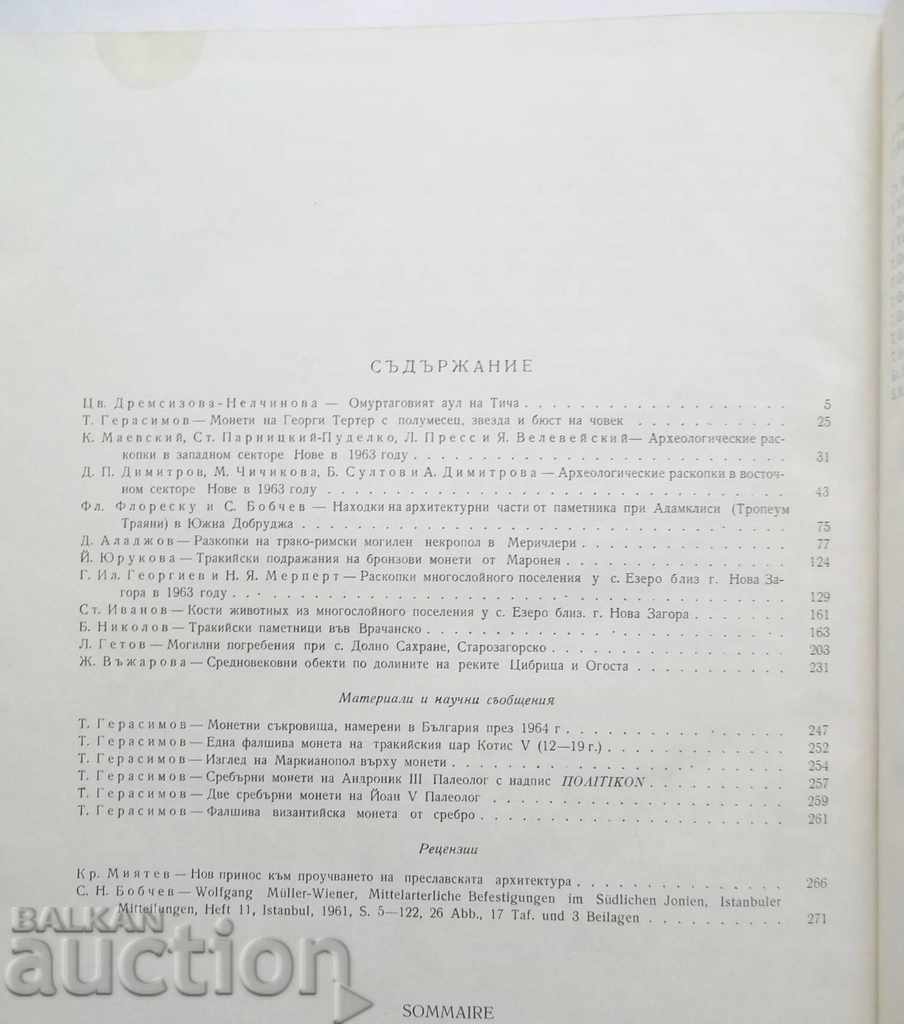 СЪДЪРЖАНИЕ
Цв. Дремсизова-Нелчинова — Омуртаговият аул на Тича . . . . . . . . . . . . . . . . . 5
Т. Герасимов — Монети на Георги Тертер с полумесец, звезда и бюст на човек . . . . . . . . . . 25
К. Маевский, Ст. Парницкий-Пуделко, Л. Пресс и Я. Велевейский — Археологические рас-
копки в западном секторе Нове в 1963 году . . . . . . . . . . . . . . . . . . . . 31
Д. П. Димитров, М. Чичикова, Б. Султов и А. Димитрова — Археологические раскопки в восточ-
ном секторе Нове в 1963 году . . . . . . . . . . . . . . . . . . . . . . . . 43
Фл. Флореску и С. Бобчев — Находки на архитектурни части от паметника при Адамклиси (Тропеум
Траяни) в Южна Добруджа . . . . . . . . . . . . . . . . . . . . . . . . . . 75
Д. Аладжов — Разкопки на трако-римски могилен некропол в Меричлери . . . . . . . . . . . . 77
Й. Юрукова — Тракийски подражания на бронзови монети от Маронея . . . . . . . . . . . . . 124
Г. Ил. Георгиев и Н. Я. Мерперт — Раскопки многослойного поселения у с. Езеро близ г. Нова За-
гора в 1963 году . . . . . . . . . . . . . . . . . . . . . . . . . . . . . 129
Ст. Иванов — Кости животных из многослойного поселения у с. Езеро близ. г. Нова Загора . . . . . . 161
Б. Николов — Тракийски паметници във Врачанско . . . . . . . . . . . . . . . . . . . . 163
Л. Гетов — Могилни погребения при с. Долно Сахране, Старозагорско . . . . . . . . . . . . . 203
Ж. Въжарова — Средновековни обекти по долините на реките Цибрица и Огоста . . . . . . . . . . 231
Материали и научни съобщения
Т. Герасимов — Монетни съкровища, намерени в България през 1964 г . . . . . . . . . . . . . 247
Т. Герасимов — Една фалшива монета на тракийския цар Котис V (12—19 г.) . . . . . . . . . . . 252
Т. Герасимов — Изглед на Маркианопол върху монети . . . . . . . . . . . . . . . . . . 254
Т. Герасимов — Сребърни монети на Андроник III Палеолог с надпис ΠΟΛΙΤΙΚΟΝ . . . . . . . . . 257
Т. Герасимов — Две сребърни монети на Йоан V Палеолог . . . . . . . . . . . . . . . . . 259
Т. Герасимов — Фалшива византийска монета от сребро . . . . . . . . . . . . . . . . . . 261
Рецензии
Кр. Миятев — Нов принос към проучването на преславската архитектура . . . . . . . . . . . . 266
С. Н. Бобчев — Wolfgang Müller-Wiener, Mittelarterliche Befestigungen im Südlichen Jonien, Istanbuler
Mitteilungen, Heft 11, Istanbul, 1961, S. 5—122, 26 Abb., 17 Taf. und 3 Beilagen . . . . . . . . . . 271
BALKAN
auction
SOMMAIRE